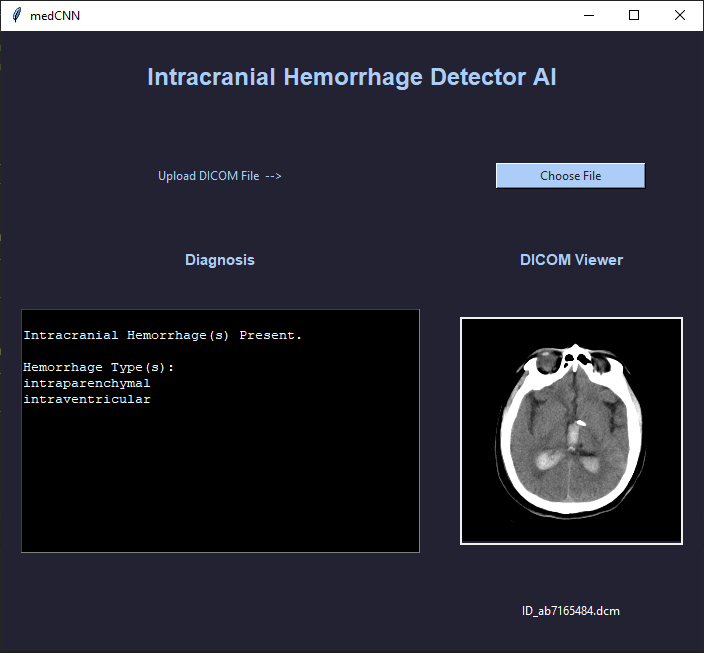 medCNN
Intracranial Hemorrhage Detector AI
Upload DICOM File -->
Choose File
Diagnosis
DICOM Viewer
Intracranial Hemorrhage(s) Present.
Hemorrhage Type(s):
intraparenchymal
intraventricular
ID_ab7165484.dcm